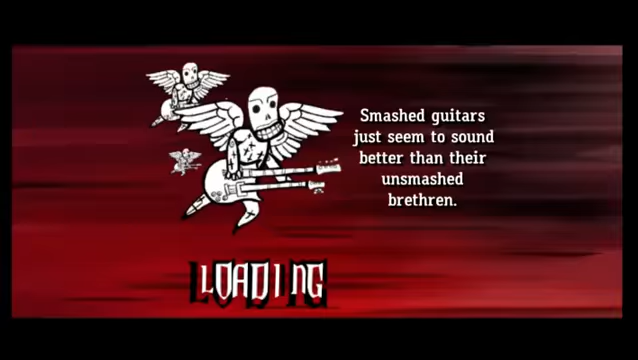 Smashed guitars
just seem to sound
better than their
unsmashed
brethren.
LOADING